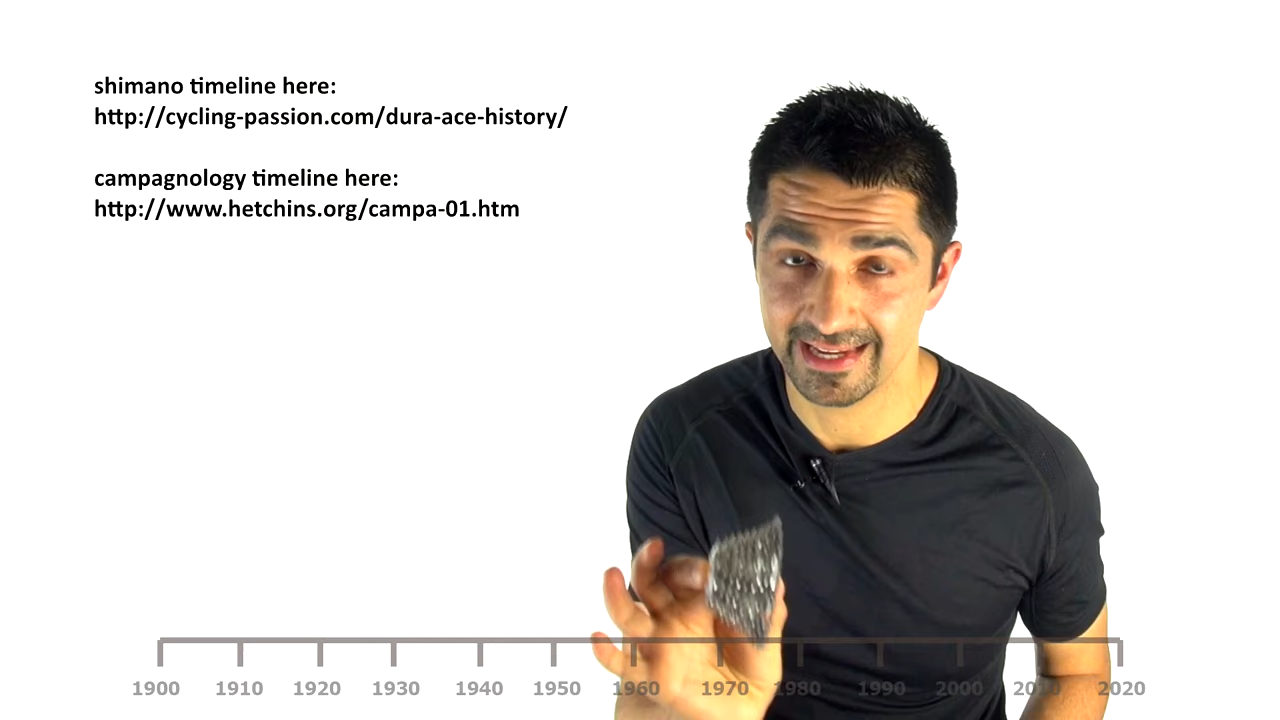 shimano timeline here:
http://cycling-passion.com/dura-ace-history/
campagnology timeline here:
http://www.hetchins.org/campa-01.htm
1900 1910 1920 1930 1940 1950 1960 1970 1980 1990 2000 2010 2020